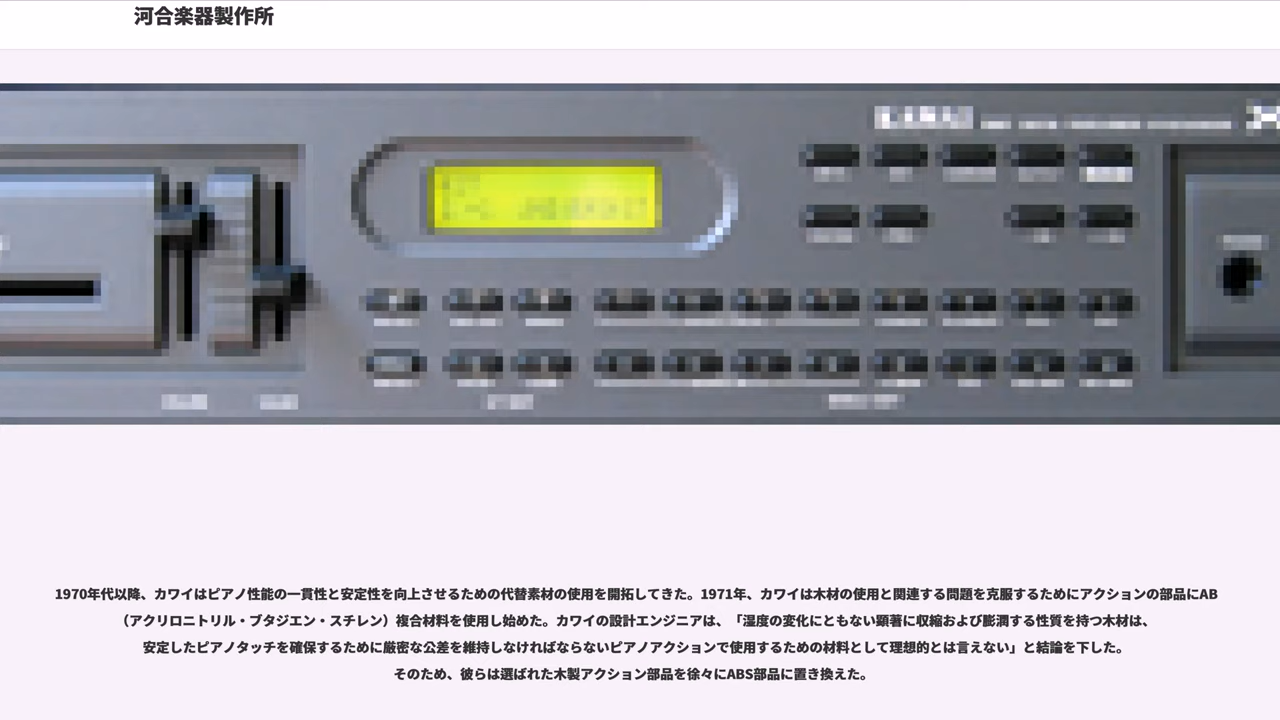 河合楽器製作所
KAWAI
1970年代以降、カワイはピアノ性能の一貫性と安定性を向上させるための代替素材の使用を開拓してきた。1971年、カワイは木材の使用と関連する問題を克服するためにアクションの部品にAB
（アクリロニトリル・ブタジエン・スチレン）複合材料を使用し始めた。カワイの設計エンジニアは、「湿度の変化にともない顕著に収縮および膨潤する性質を持つ木材は、
安定したピアノタッチを確保するために厳密な公差を維持しなければならないピアノアクションで使用するための材料として理想的とは言えない」と結論を下した。
そのため、彼らは選ばれた木製アクション部品を徐々にABS部品に置き換えた。